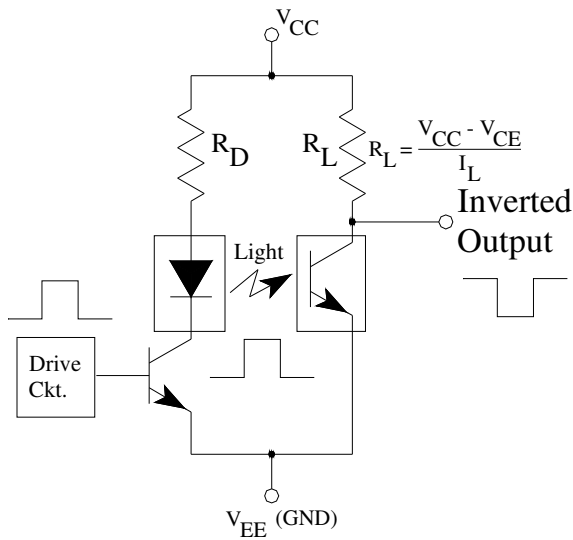 V_CC
R_D
R_L
R_L = (V_CC - V_CE) / I_L
Inverted
Output
Light
Drive
Ckt.
V_EE (GND)